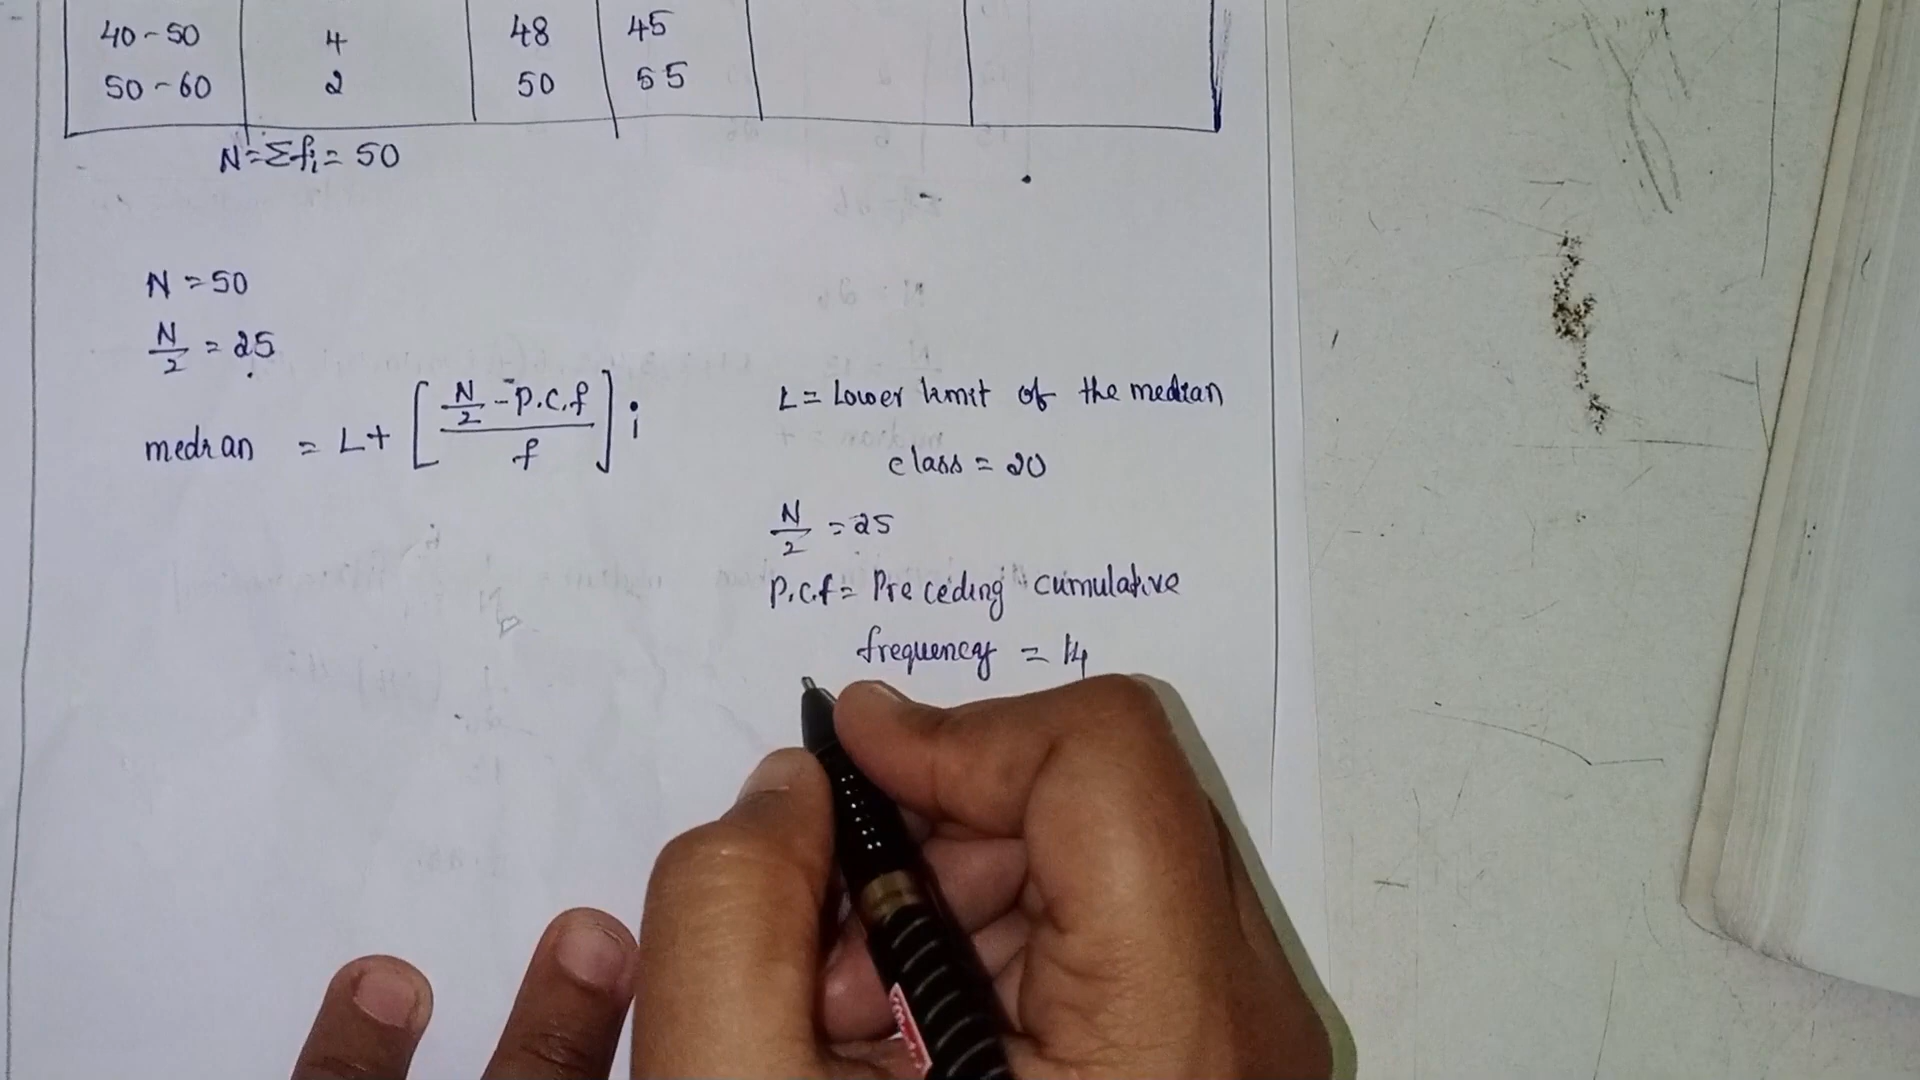 40-50 4 48 45
50-60 2 50 55
N=Σfi=50
N=50
N/2 = 25
median = L+ [ (N/2 - p.c.f) / f ] i
L= Lower limit of the median
class = 20
N/2 = 25
p.c.f= Preceding cumulative
frequency = 14